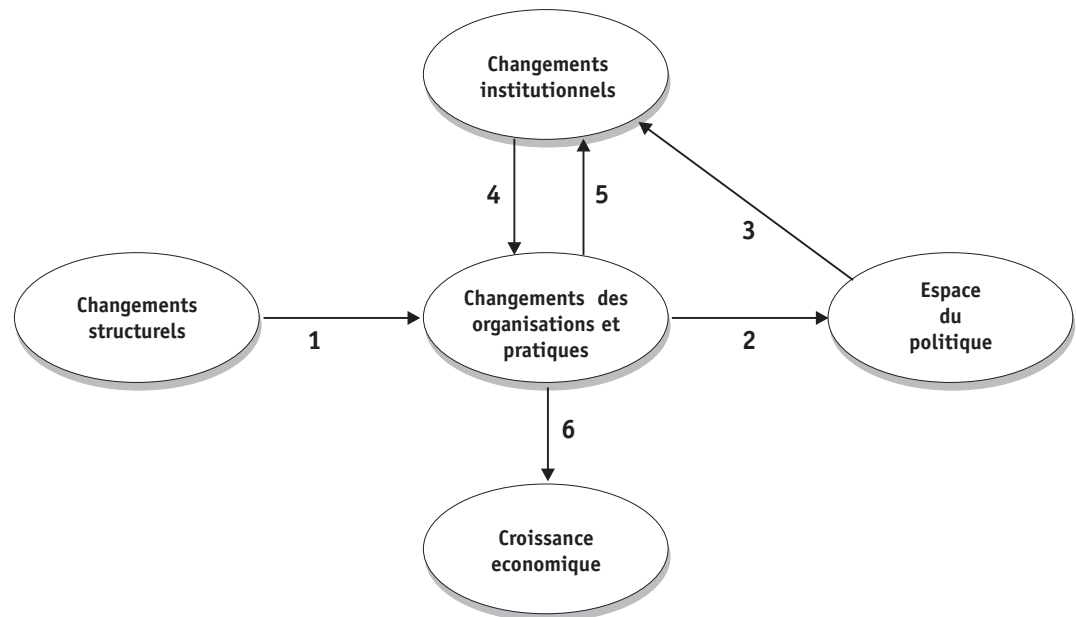 Changements
institutionnels
4
5
3
Changements
structurels
1
Changements des
organisations et
pratiques
2
Espace
du
politique
6
Croissance
economique